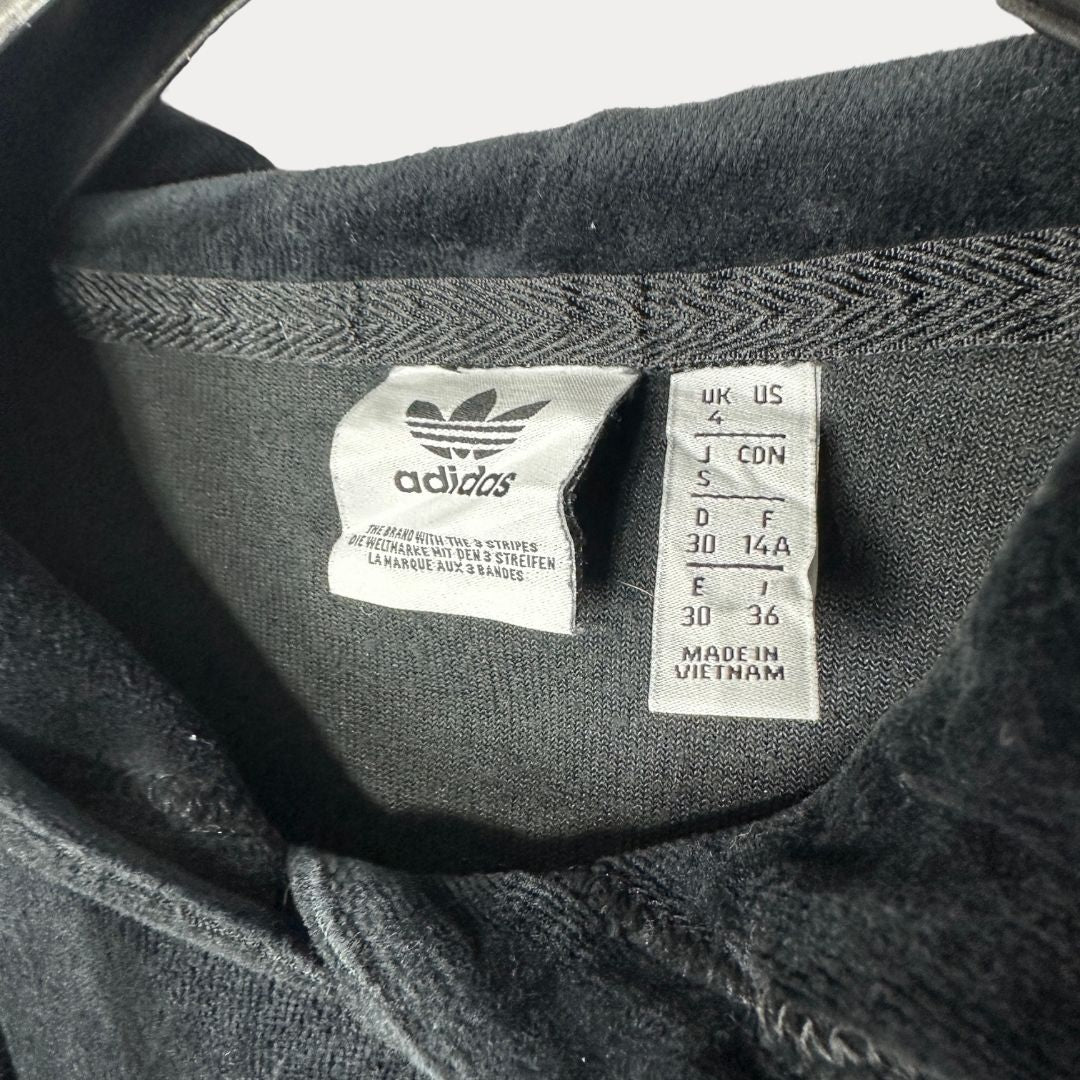 adidas
THE BRAND WITH THE 3 STRIPES
DIE WELTMARKE MIT DEN 3 STREIFEN
LA MARQUE AUX 3 BANDES
UK US
4
J CDN
S
D F
30 14A
E I
30 36
MADE IN
VIETNAM